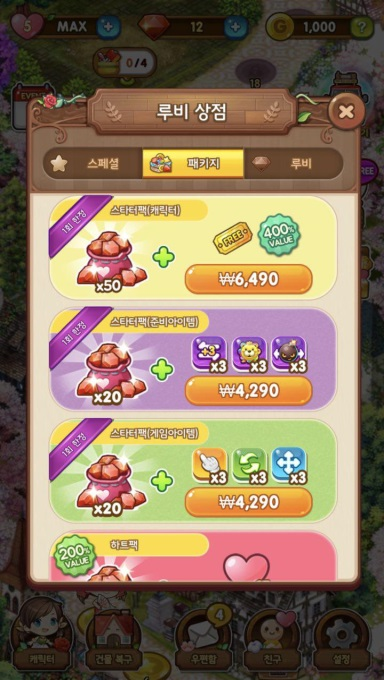 5 MAX + 12 + G 1,000 ?
0/4
EVENT
18
루비 상점
스페셜 패키지 루비
1회 한정
스타터팩(캐릭터)
x50
FREE
400% VALUE
₩6,490
1회 한정
스타터팩(준비아이템)
x20
+3
x3 x3 x3
₩4,290
1회 한정
스타터팩(게임아이템)
x20
x3 x3 x3
₩4,290
200% VALUE
하트팩
4
캐릭터 건물 복구 우편함 친구 설정